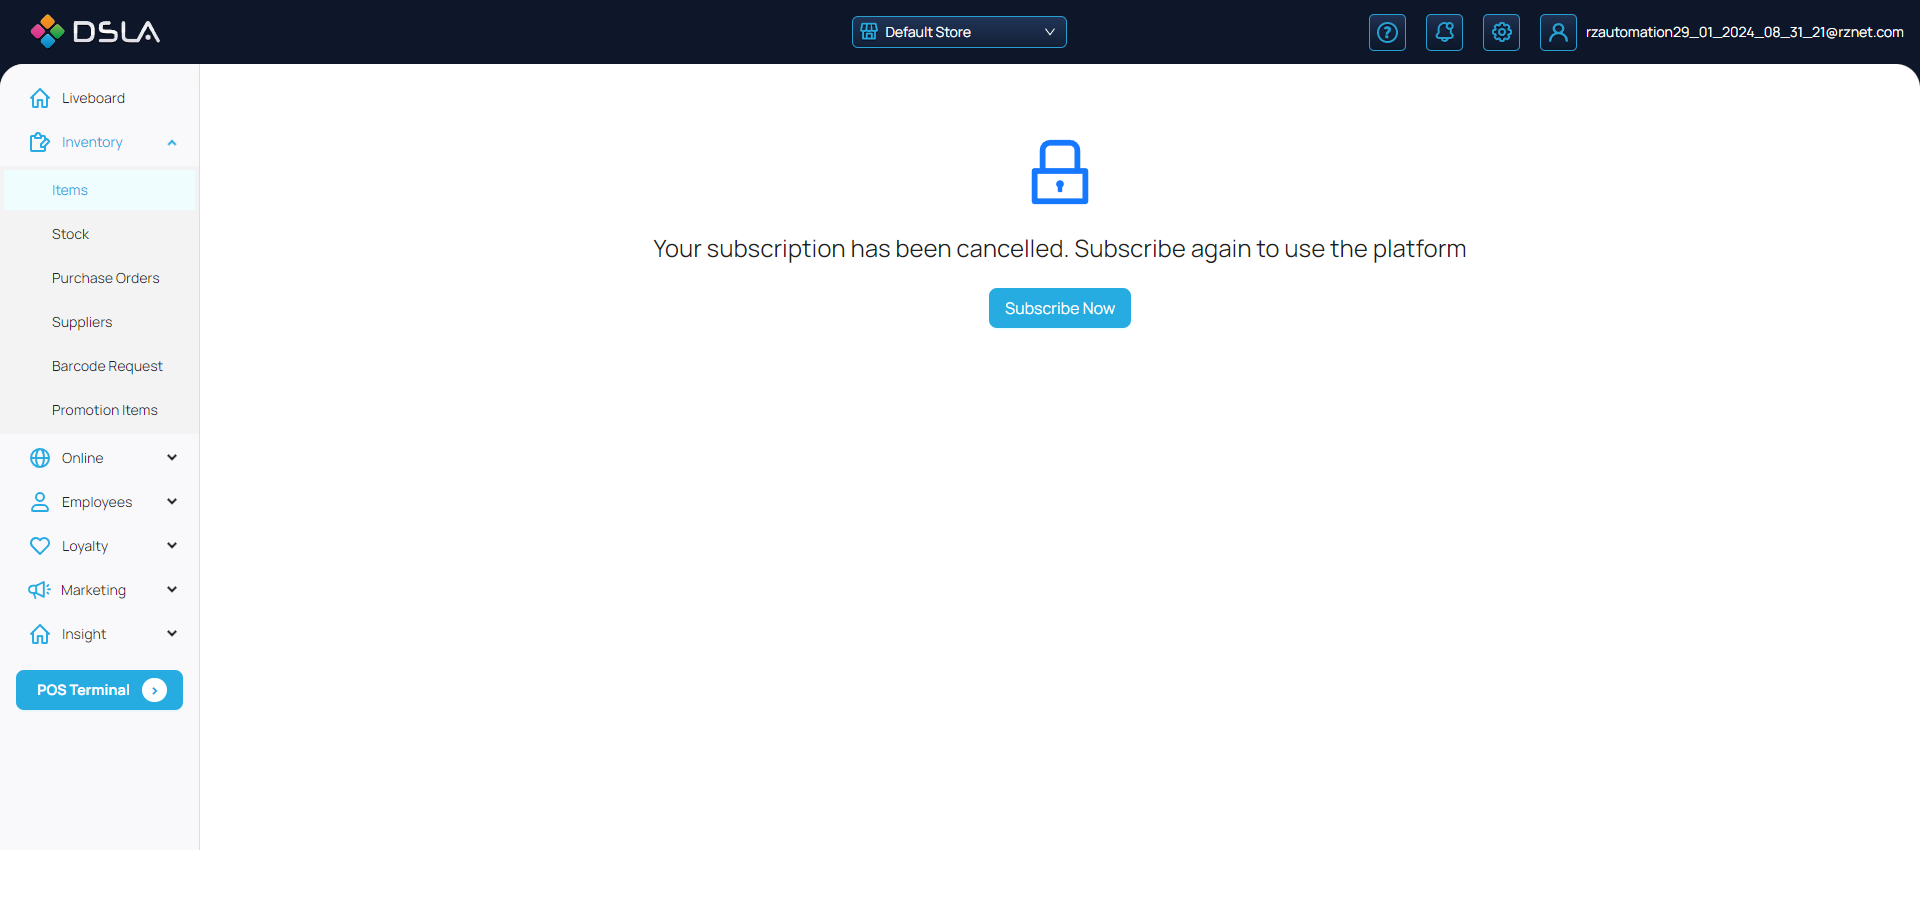 DSLA
Default Store
rzautomation29_01_2024_08_31_21@rznet.com
Liveboard
Inventory
Items
Stock
Purchase Orders
Suppliers
Barcode Request
Promotion Items
Online
Employees
Loyalty
Marketing
Insight
POS Terminal
Your subscription has been cancelled. Subscribe again to use the platform
Subscribe Now